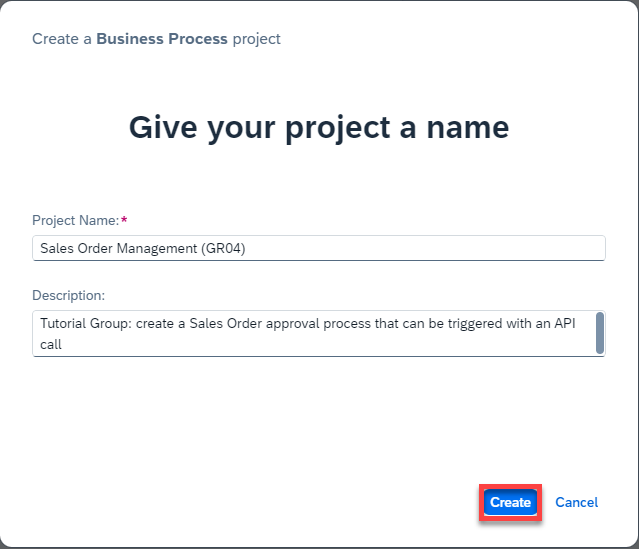 Create a Business Process project
Give your project a name
Project Name:*
Sales Order Management (GR04)
Description:
Tutorial Group: create a Sales Order approval process that can be triggered with an API
call
Create Cancel